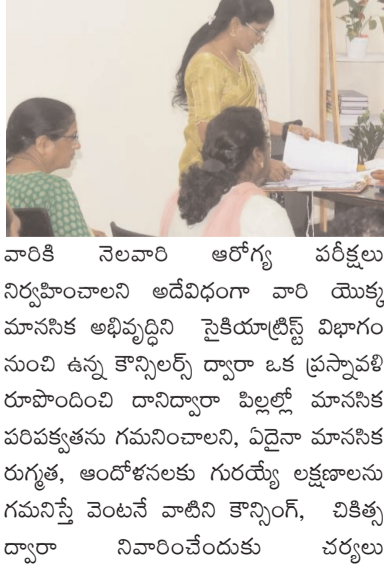 వారికి నెలవారి ఆరోగ్య పరీక్షలు
నిర్వహించాలని అదేవిధంగా వారి యొక్క
మానసిక అభివృద్ధిని సైకియాట్రిస్ట్ విభాగం
నుంచి ఉన్న కౌన్సిలర్స్ ద్వారా ఒక ప్రస్నావళి
రూపొందించి దానిద్వారా పిల్లల్లో మానసిక
పరిపక్వతను గమనించాలని, ఏదైనా మానసిక
రుగ్మత, ఆందోళనలకు గురయ్యే లక్షణాలను
గమనిస్తే వెంటనే వాటిని కౌన్సింగ్, చికిత్స
ద్వారా నివారించేందుకు చర్యలు